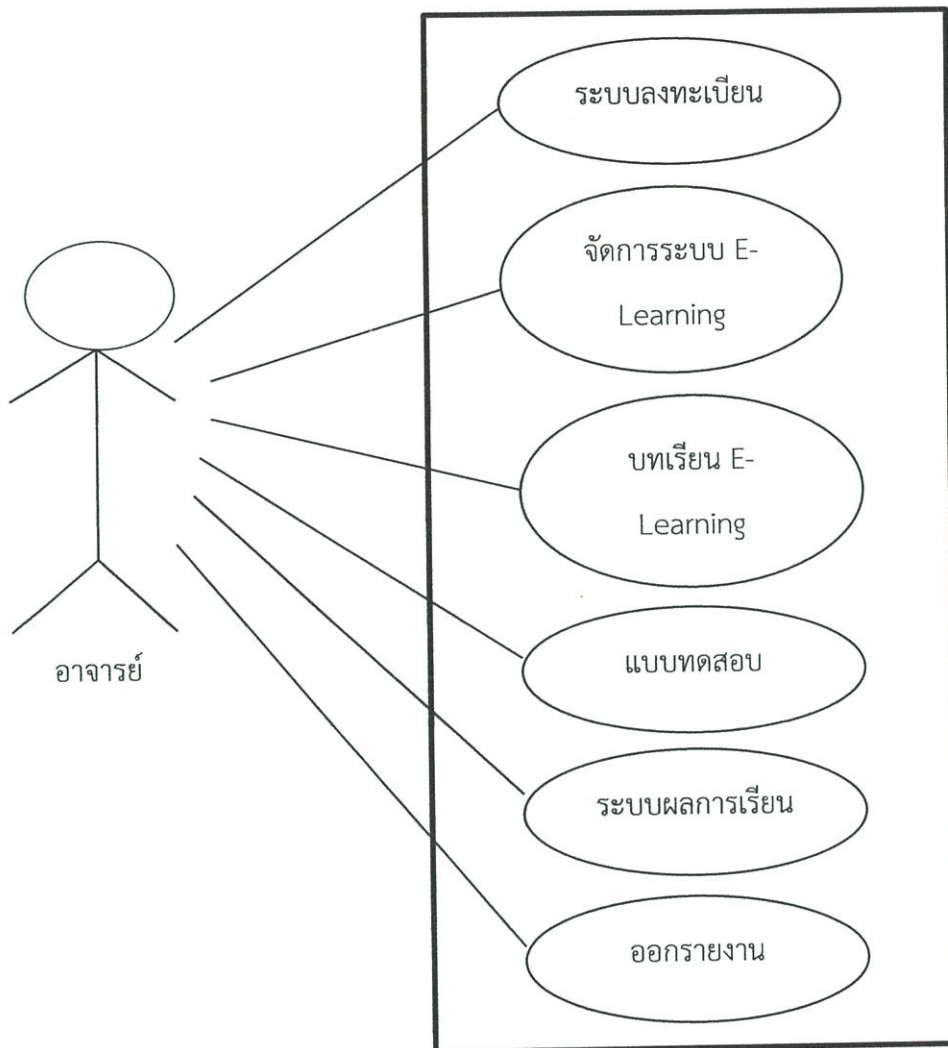 ระบบลงทะเบียน
จัดการระบบ E-
Learning
บทเรียน E-
Learning
แบบทดสอบ
ระบบผลการเรียน
ออกรายงาน
อาจารย์